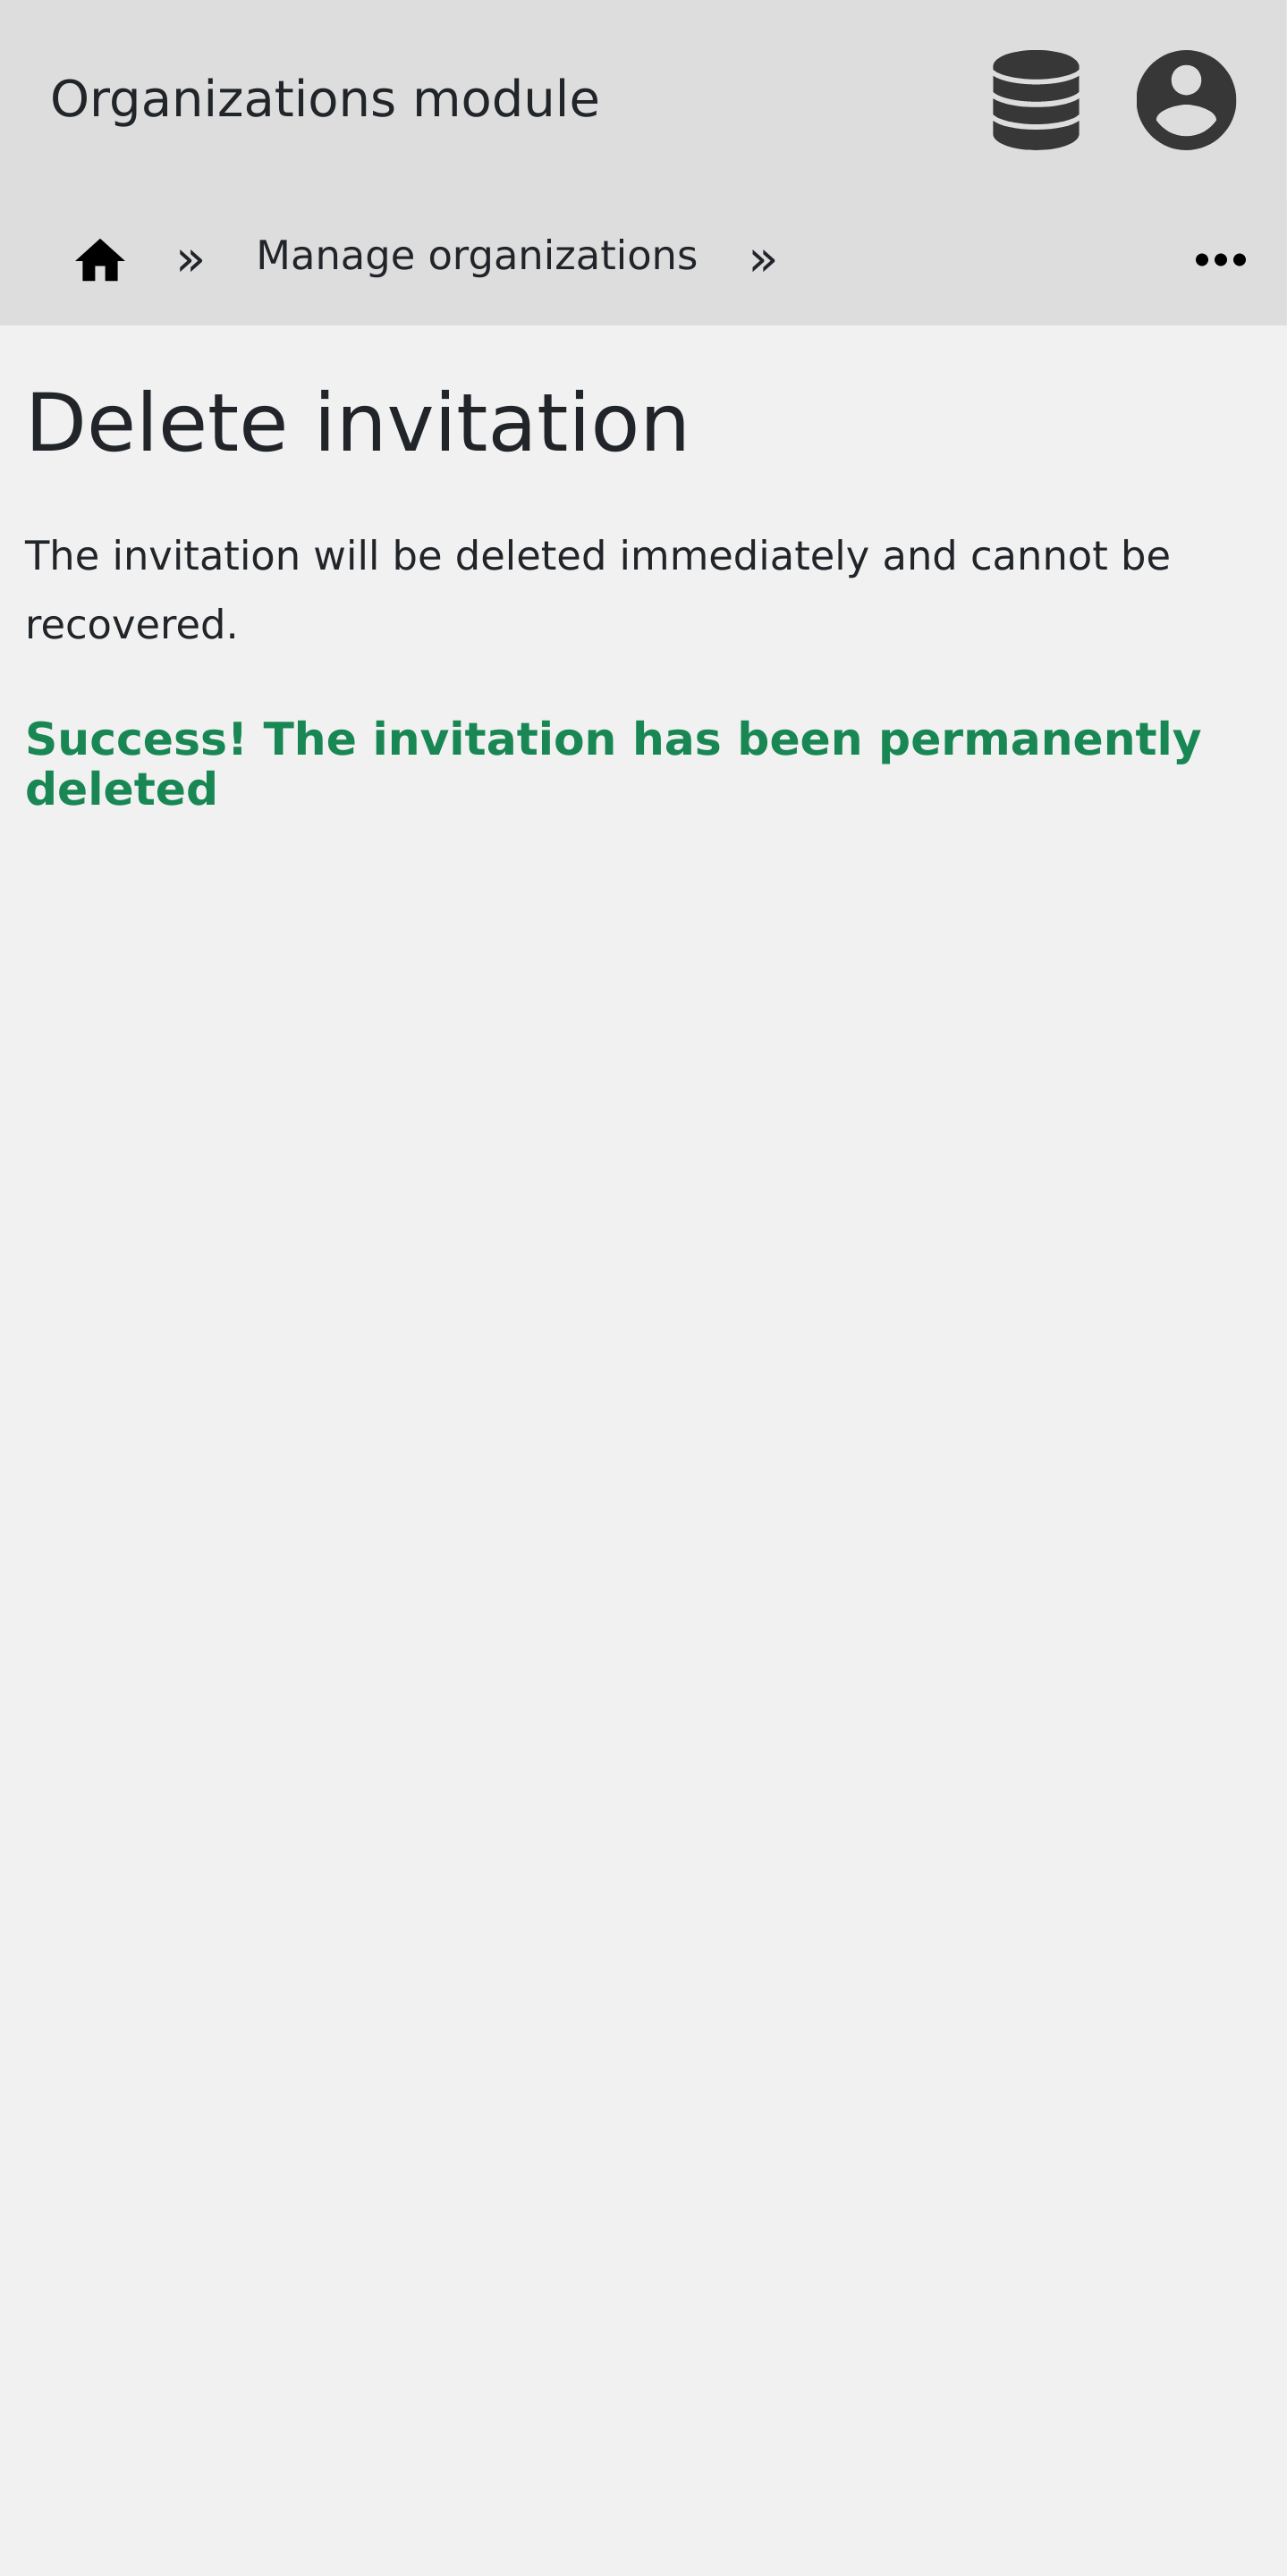 Organizations module
» Manage organizations »
Delete invitation
The invitation will be deleted immediately and cannot be
recovered.
Success! The invitation has been permanently
deleted